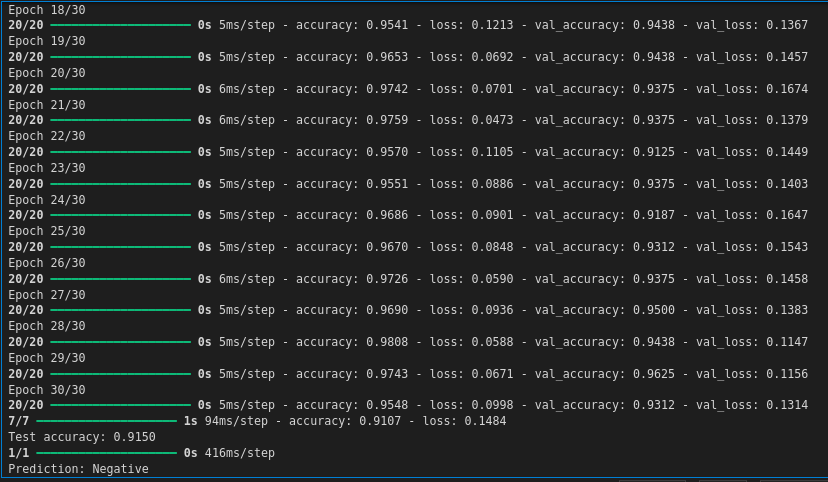 Epoch 18/30
20/20 ━━━━━━━━━━━━━━━━━━━━ 0s 5ms/step - accuracy: 0.9541 - loss: 0.1213 - val_accuracy: 0.9438 - val_loss: 0.1367
Epoch 19/30
20/20 ━━━━━━━━━━━━━━━━━━━━ 0s 5ms/step - accuracy: 0.9653 - loss: 0.0692 - val_accuracy: 0.9438 - val_loss: 0.1457
Epoch 20/30
20/20 ━━━━━━━━━━━━━━━━━━━━ 0s 6ms/step - accuracy: 0.9742 - loss: 0.0701 - val_accuracy: 0.9375 - val_loss: 0.1674
Epoch 21/30
20/20 ━━━━━━━━━━━━━━━━━━━━ 0s 6ms/step - accuracy: 0.9759 - loss: 0.0473 - val_accuracy: 0.9375 - val_loss: 0.1379
Epoch 22/30
20/20 ━━━━━━━━━━━━━━━━━━━━ 0s 5ms/step - accuracy: 0.9570 - loss: 0.1105 - val_accuracy: 0.9125 - val_loss: 0.1449
Epoch 23/30
20/20 ━━━━━━━━━━━━━━━━━━━━ 0s 5ms/step - accuracy: 0.9551 - loss: 0.0886 - val_accuracy: 0.9375 - val_loss: 0.1403
Epoch 24/30
20/20 ━━━━━━━━━━━━━━━━━━━━ 0s 5ms/step - accuracy: 0.9686 - loss: 0.0901 - val_accuracy: 0.9187 - val_loss: 0.1647
Epoch 25/30
20/20 ━━━━━━━━━━━━━━━━━━━━ 0s 5ms/step - accuracy: 0.9670 - loss: 0.0848 - val_accuracy: 0.9312 - val_loss: 0.1543
Epoch 26/30
20/20 ━━━━━━━━━━━━━━━━━━━━ 0s 6ms/step - accuracy: 0.9726 - loss: 0.0590 - val_accuracy: 0.9375 - val_loss: 0.1458
Epoch 27/30
20/20 ━━━━━━━━━━━━━━━━━━━━ 0s 5ms/step - accuracy: 0.9690 - loss: 0.0936 - val_accuracy: 0.9500 - val_loss: 0.1383
Epoch 28/30
20/20 ━━━━━━━━━━━━━━━━━━━━ 0s 5ms/step - accuracy: 0.9808 - loss: 0.0588 - val_accuracy: 0.9438 - val_loss: 0.1147
Epoch 29/30
20/20 ━━━━━━━━━━━━━━━━━━━━ 0s 5ms/step - accuracy: 0.9743 - loss: 0.0671 - val_accuracy: 0.9625 - val_loss: 0.1156
Epoch 30/30
20/20 ━━━━━━━━━━━━━━━━━━━━ 0s 5ms/step - accuracy: 0.9548 - loss: 0.0998 - val_accuracy: 0.9312 - val_loss: 0.1314
7/7 ━━━━━━━━━━━━━━━━━━━━ 1s 94ms/step - accuracy: 0.9107 - loss: 0.1484
Test accuracy: 0.9150
1/1 ━━━━━━━━━━━━━━━━━━━━ 0s 416ms/step
Prediction: Negative